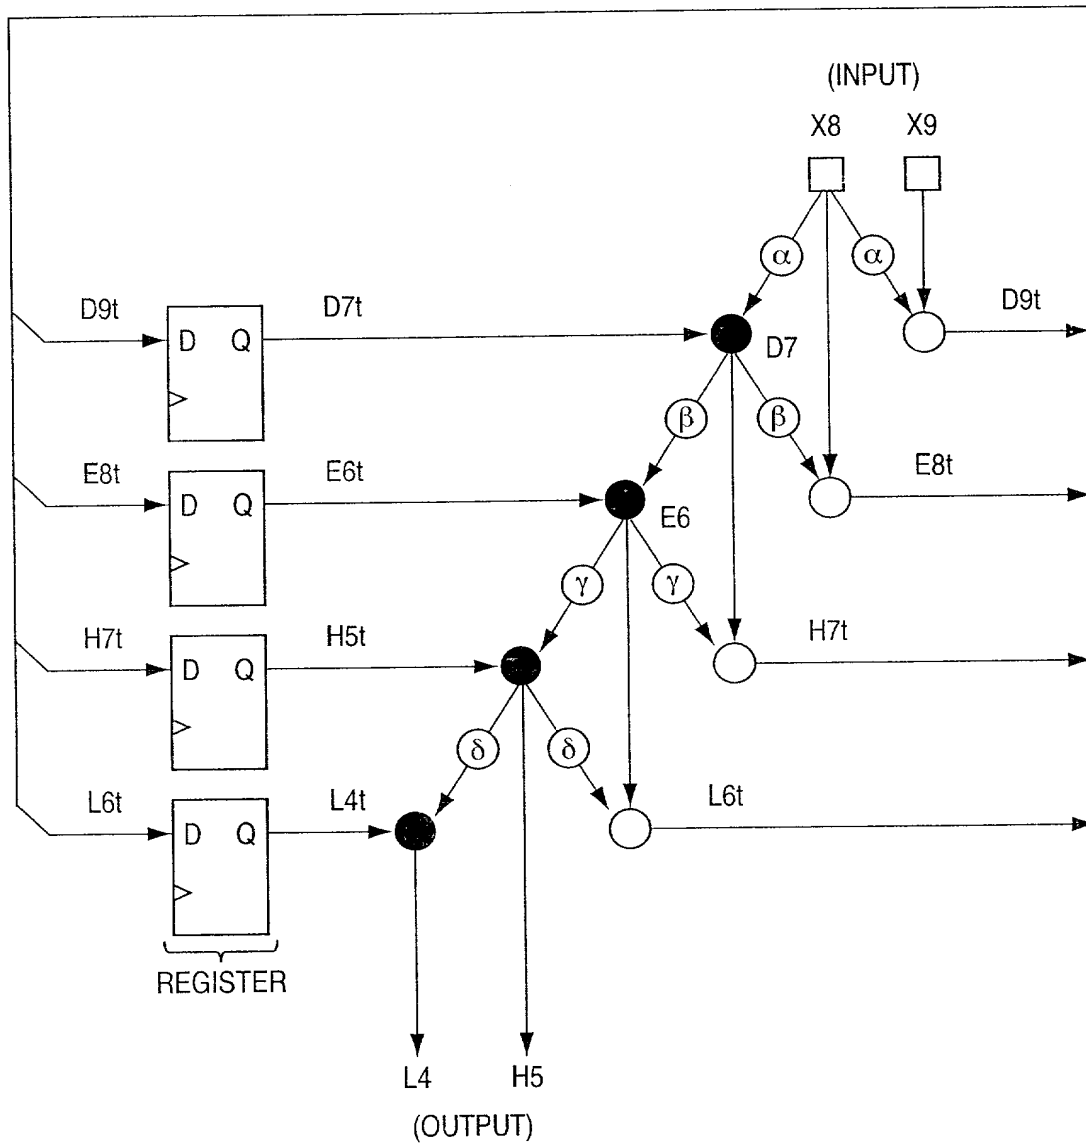 (INPUT)
X8 X9
α α
D9t D7t D9t
D Q
D7
β β
E8t E6t E8t
D Q
E6
γ γ
H7t H5t H7t
D Q
δ δ
L6t L4t L6t
D Q
REGISTER
L4 H5
(OUTPUT)